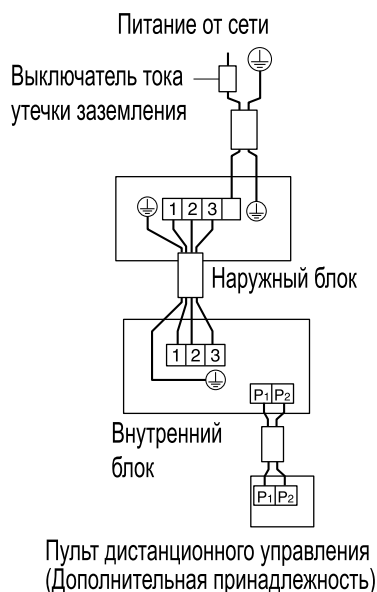 Питание от сети
Выключатель тока
утечки заземления
1 2 3
Наружный блок
1 2 3
P1 P2
Внутренний
блок
P1 P2
Пульт дистанционного управления
(Дополнительная принадлежность)